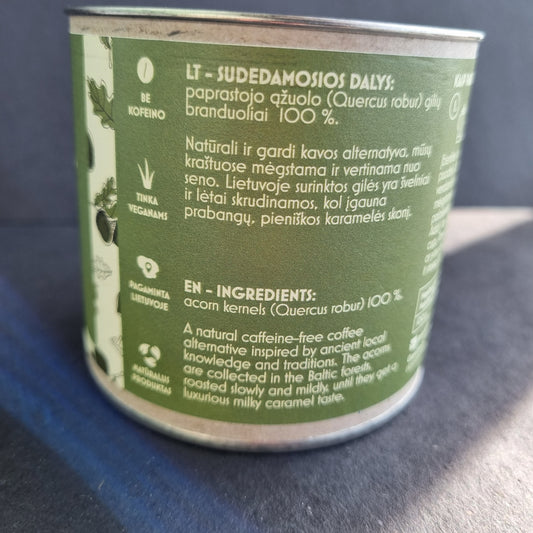 BE
KOFEINO
TINKA
VEGANAMS
PAGAMINTA
LIETUVOJE
NATŪRALUS
PRODUKTAS
LT - SUDEDAMOSIOS DALYS:
paprastojo ąžuolo (Quercus robur) gilių
branduoliai 100 %.
Natūrali ir gardi kavos alternatyva, mūsų
kraštuose mėgstama ir vertinama nuo
seno. Lietuvoje surinktos gilės yra švelniai
ir lėtai skrudinamos, kol įgauna
prabangų, pieniškos karamelės skonį.
EN - INGREDIENTS:
acorn kernels (Quercus robur) 100 %.
A natural caffeine-free coffee
alternative inspired by ancient local
knowledge and traditions. The acorns
are collected in the Baltic forests,
roasted slowly and mildly, until they get a
luxurious milky caramel taste.